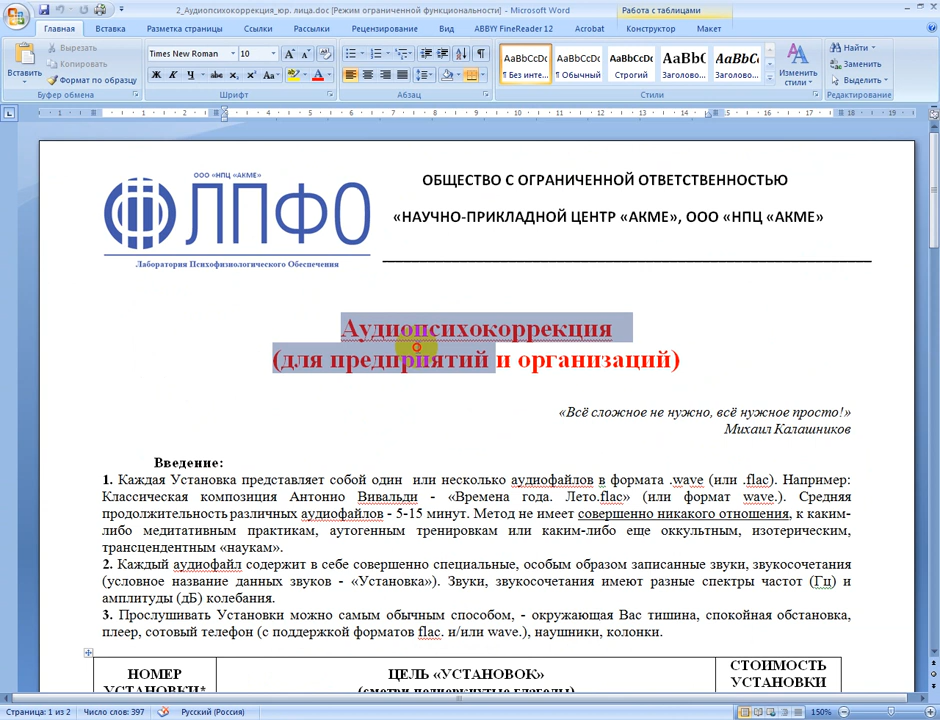 2_Аудиопсихокоррекция_юр. лица.doc [Режим ограниченной функциональности] - Microsoft Word
Работа с таблицами
Главная Вставка Разметка страницы Ссылки Рассылки Рецензирование Вид ABBYY FineReader 12 Acrobat Конструктор Макет
Вставить
Вырезать
Копировать
Формат по образцу
Буфер обмена
Times New Roman 10
Шрифт
Абзац
AaBbCcDc AaBbCcDc AaBbCcDc AaBbC AaBbCc
¶ Без инте... ¶ Обычный Строгий Заголово... Заголово...
Изменить стили
Стили
Найти
Заменить
Выделить
Редактирование
ООО «НПЦ «АКМЕ»
ЛПФО
Лаборатория Психофизиологического Обеспечения
ОБЩЕСТВО С ОГРАНИЧЕННОЙ ОТВЕТСТВЕННОСТЬЮ
«НАУЧНО-ПРИКЛАДНОЙ ЦЕНТР «АКМЕ», ООО «НПЦ «АКМЕ»
Аудиопсихокоррекция
(для предприятий и организаций)
«Всё сложное не нужно, всё нужное просто!»
Михаил Калашников
Введение:
1. Каждая Установка представляет собой один или несколько аудиофайлов в формата .wave (или .flac). Например:
Классическая композиция Антонио Вивальди - «Времена года. Лето.flac» (или формат wave.). Средняя
продолжительность различных аудиофайлов - 5-15 минут. Метод не имеет совершенно никакого отношения, к каким-
либо медитативным практикам, аутогенным тренировкам или каким-либо еще оккультным, изотерическим,
трансцендентным «наукам».
2. Каждый аудиофайл содержит в себе совершенно специальные, особым образом записанные звуки, звукосочетания
(условное название данных звуков - «Установка»). Звуки, звукосочетания имеют разные спектры частот (Гц) и
амплитуды (дБ) колебания.
3. Прослушивать Установки можно самым обычным способом, - окружающая Вас тишина, спокойная обстановка,
плеер, сотовый телефон (с поддержкой форматов flac. и/или wave.), наушники, колонки.
НОМЕР УСТАНОВКИ*
ЦЕЛЬ «УСТАНОВОК»
(смотри подчеркнутые глаголы)
СТОИМОСТЬ УСТАНОВКИ
Страница: 1 из 2 Число слов: 397 Русский (Россия) 150%